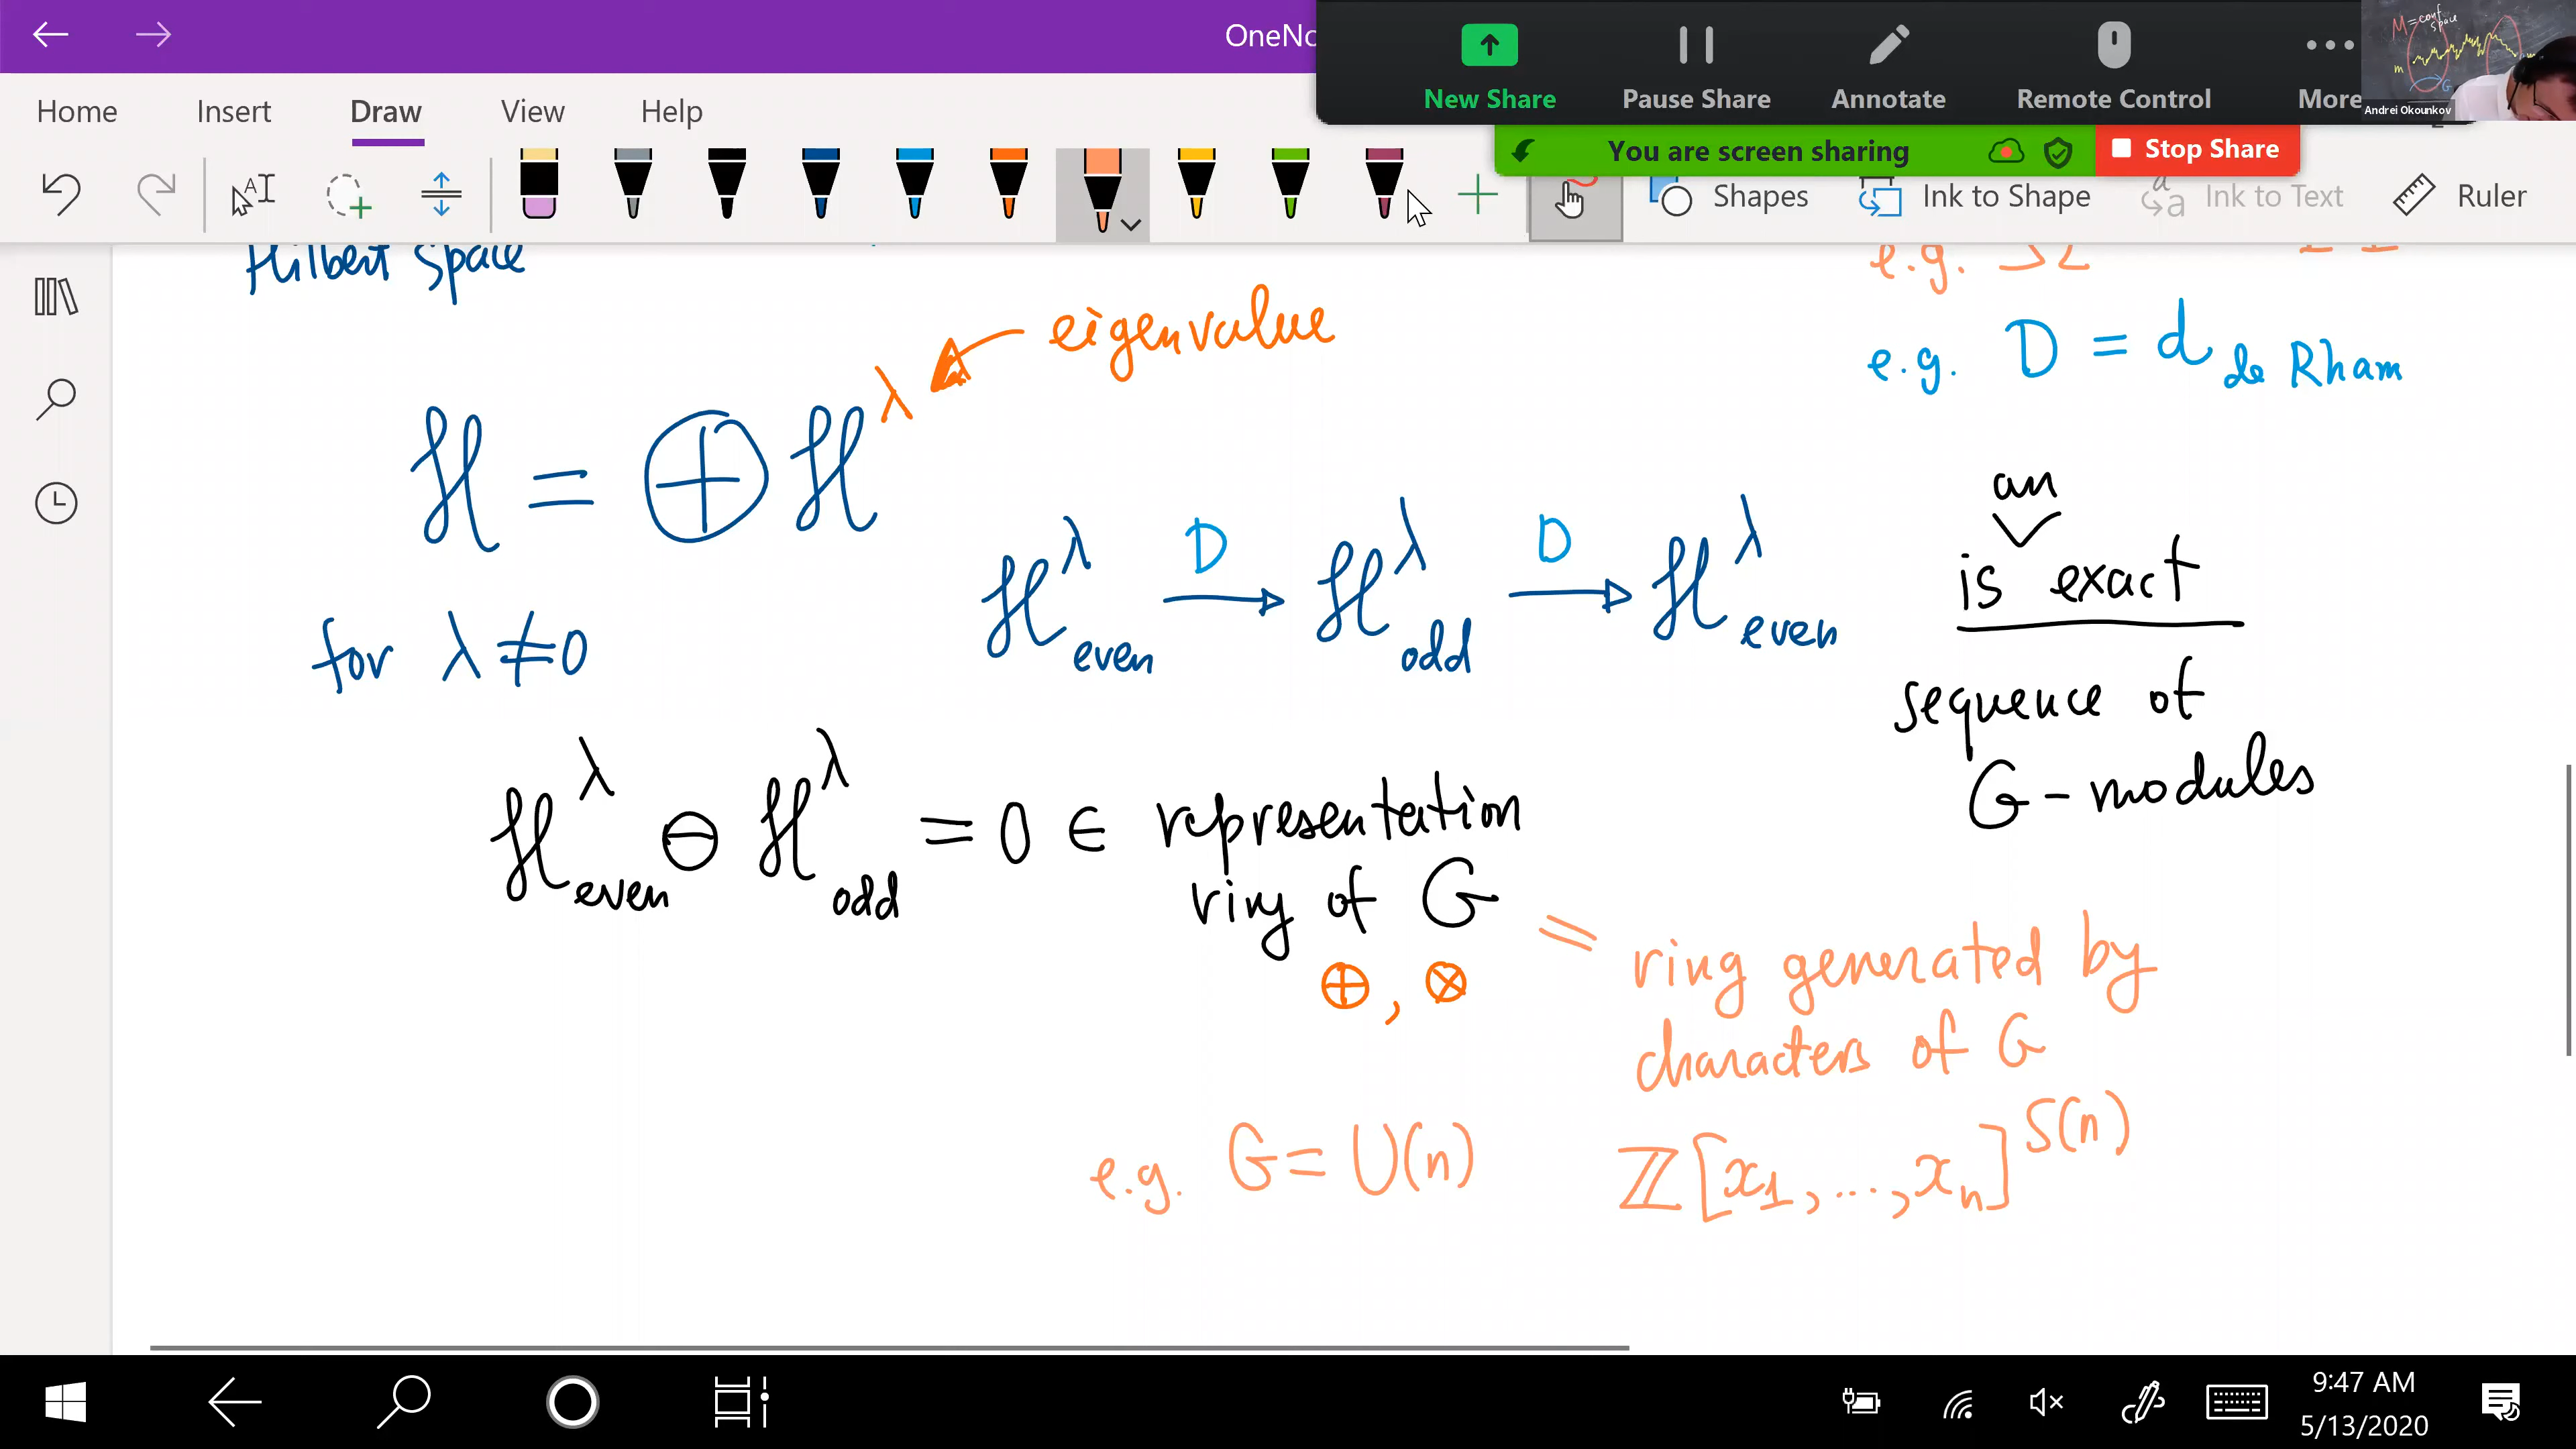 OneNo
New Share
Pause Share
Annotate
Remote Control
More
M = conf space
m
G
Andrei Okounkov
You are screen sharing
Stop Share
Home
Insert
Draw
View
Help
Shapes
Ink to Shape
Ink to Text
Ruler
Hilbert Space
e.g.
eigenvalue
e.g. D = d de Rham
ℋ = ⊕ ℋ^λ
for λ ≠ 0
ℋ^λ_even —D→ ℋ^λ_odd —D→ ℋ^λ_even
an
is exact
sequence of
G-modules
ℋ^λ_even ⊖ ℋ^λ_odd = 0 ∈ representation
ring of G
⊕, ⊗
= ring generated by
characters of G
e.g. G = U(n) ℤ[x_1, ..., x_n]^S(n)
9:47 AM
5/13/2020